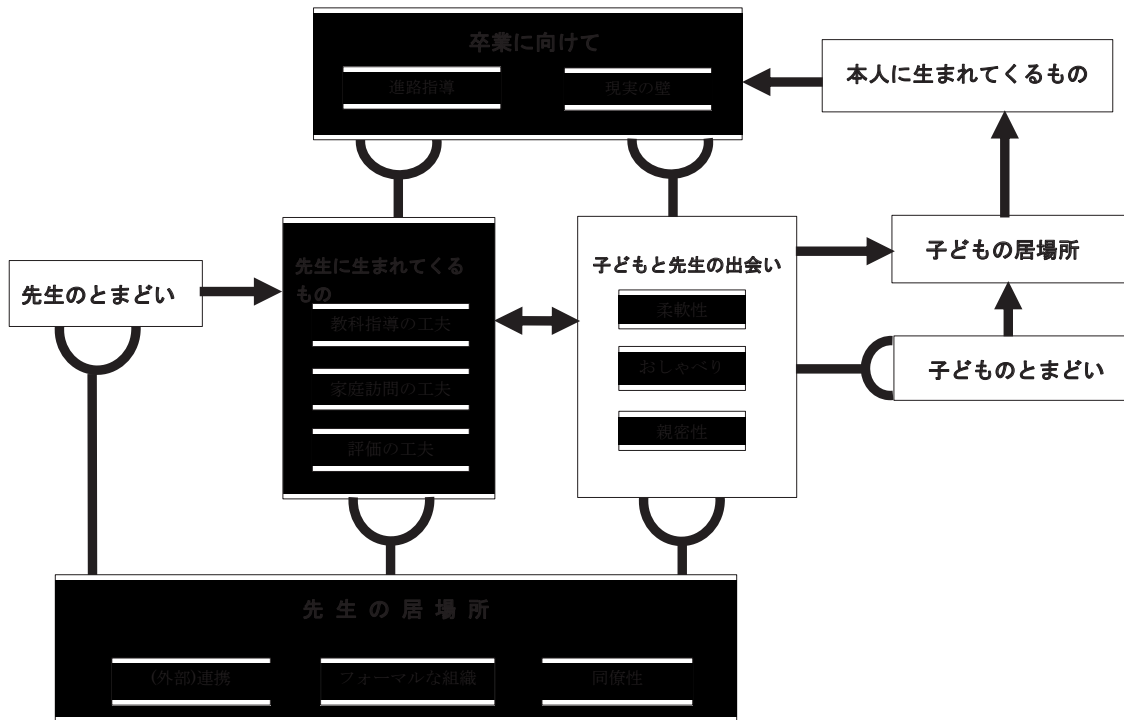 卒業に向けて
進路指導
現実の壁
本人に生まれてくるもの
先生のとまどい
先生に生まれてくる
もの
教科指導の工夫
家庭訪問の工夫
評価の工夫
子どもと先生の出会い
柔軟性
おしゃべり
親密性
子どもの居場所
子どものとまどい
先生の居場所
(外部)連携
フォーマルな組織
同僚性